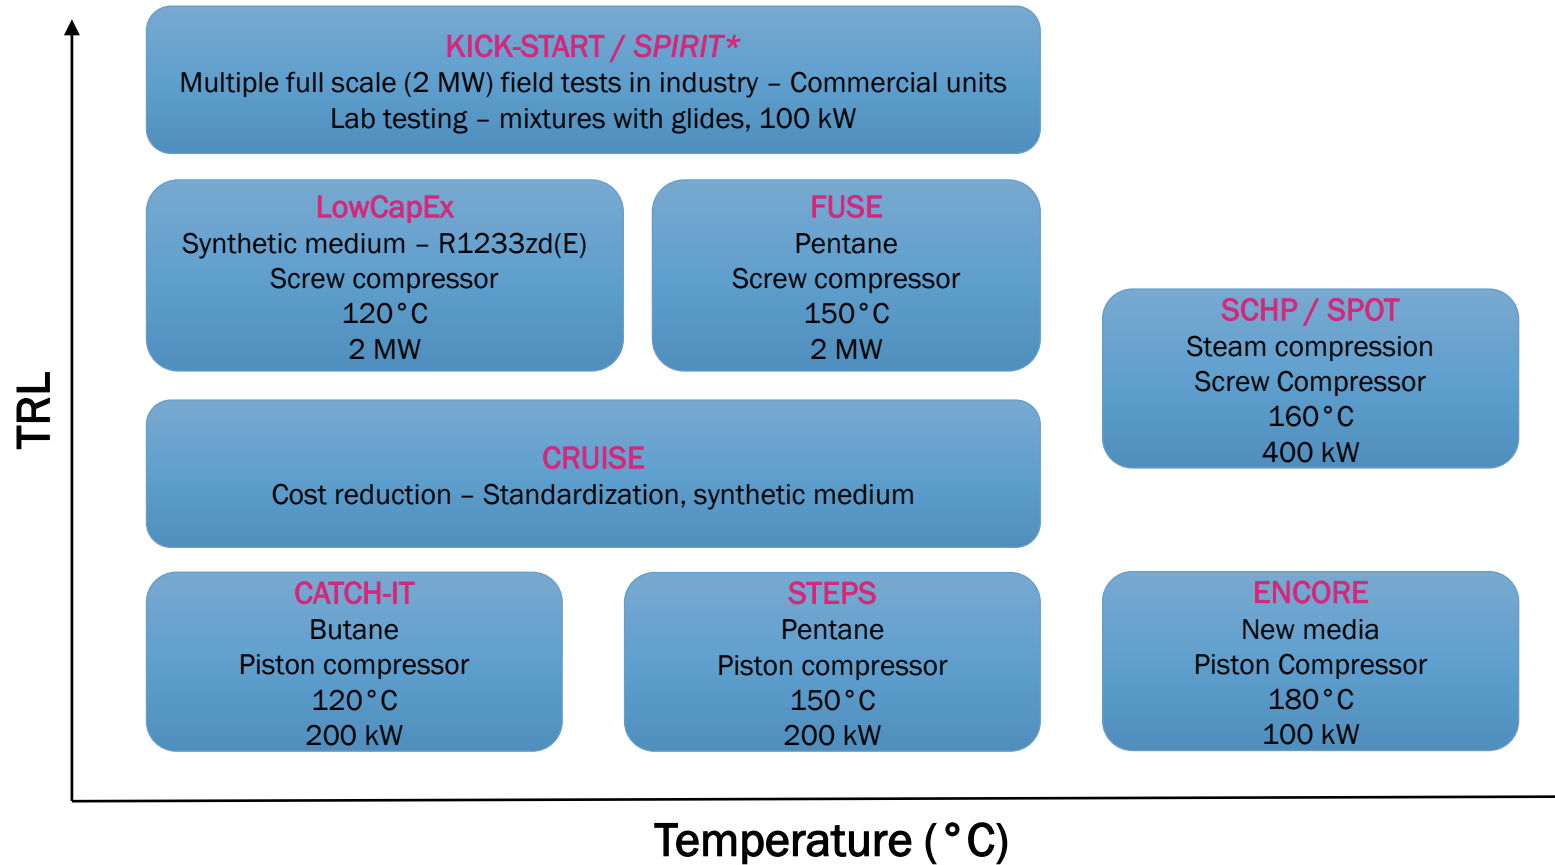 KICK-START / SPIRIT*
Multiple full scale (2 MW) field tests in industry – Commercial units
Lab testing – mixtures with glides, 100 kW
LowCapEx
Synthetic medium – R1233zd(E)
Screw compressor
120°C
2 MW
FUSE
Pentane
Screw compressor
150°C
2 MW
SCHP / SPOT
Steam compression
Screw Compressor
160°C
400 kW
TRL
CRUISE
Cost reduction – Standardization, synthetic medium
CATCH-IT
Butane
Piston compressor
120°C
200 kW
STEPS
Pentane
Piston compressor
150°C
200 kW
ENCORE
New media
Piston Compressor
180°C
100 kW
Temperature (°C)